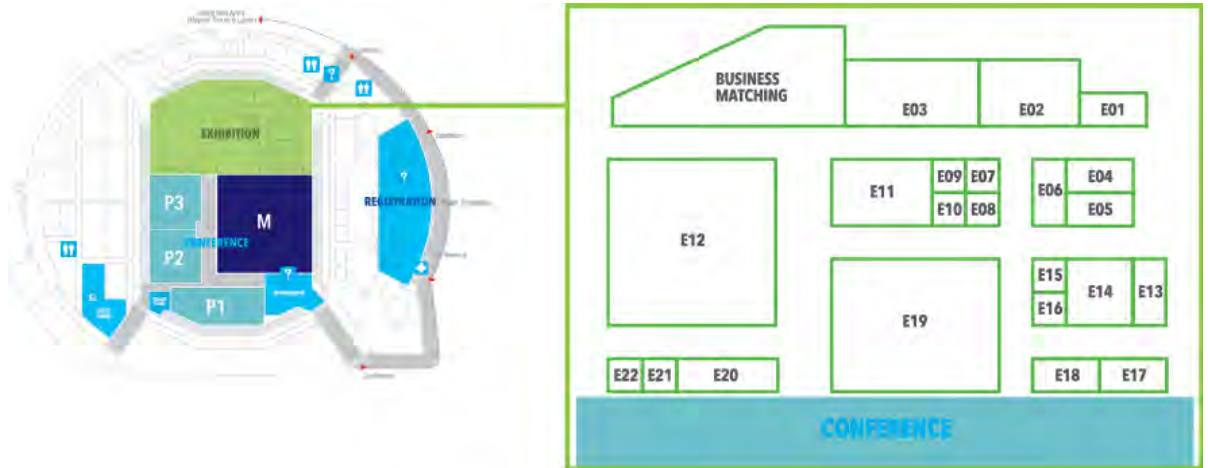 EXHIBITION
P3
M
REGISTRATION
CONFERENCE
P2
P1
?
?
?
BUSINESS
MATCHING
E03
E02
E01
E11
E09
E07
E10
E08
E06
E04
E05
E12
E15
E16
E14
E13
E19
E22
E21
E20
E18
E17
CONFERENCE